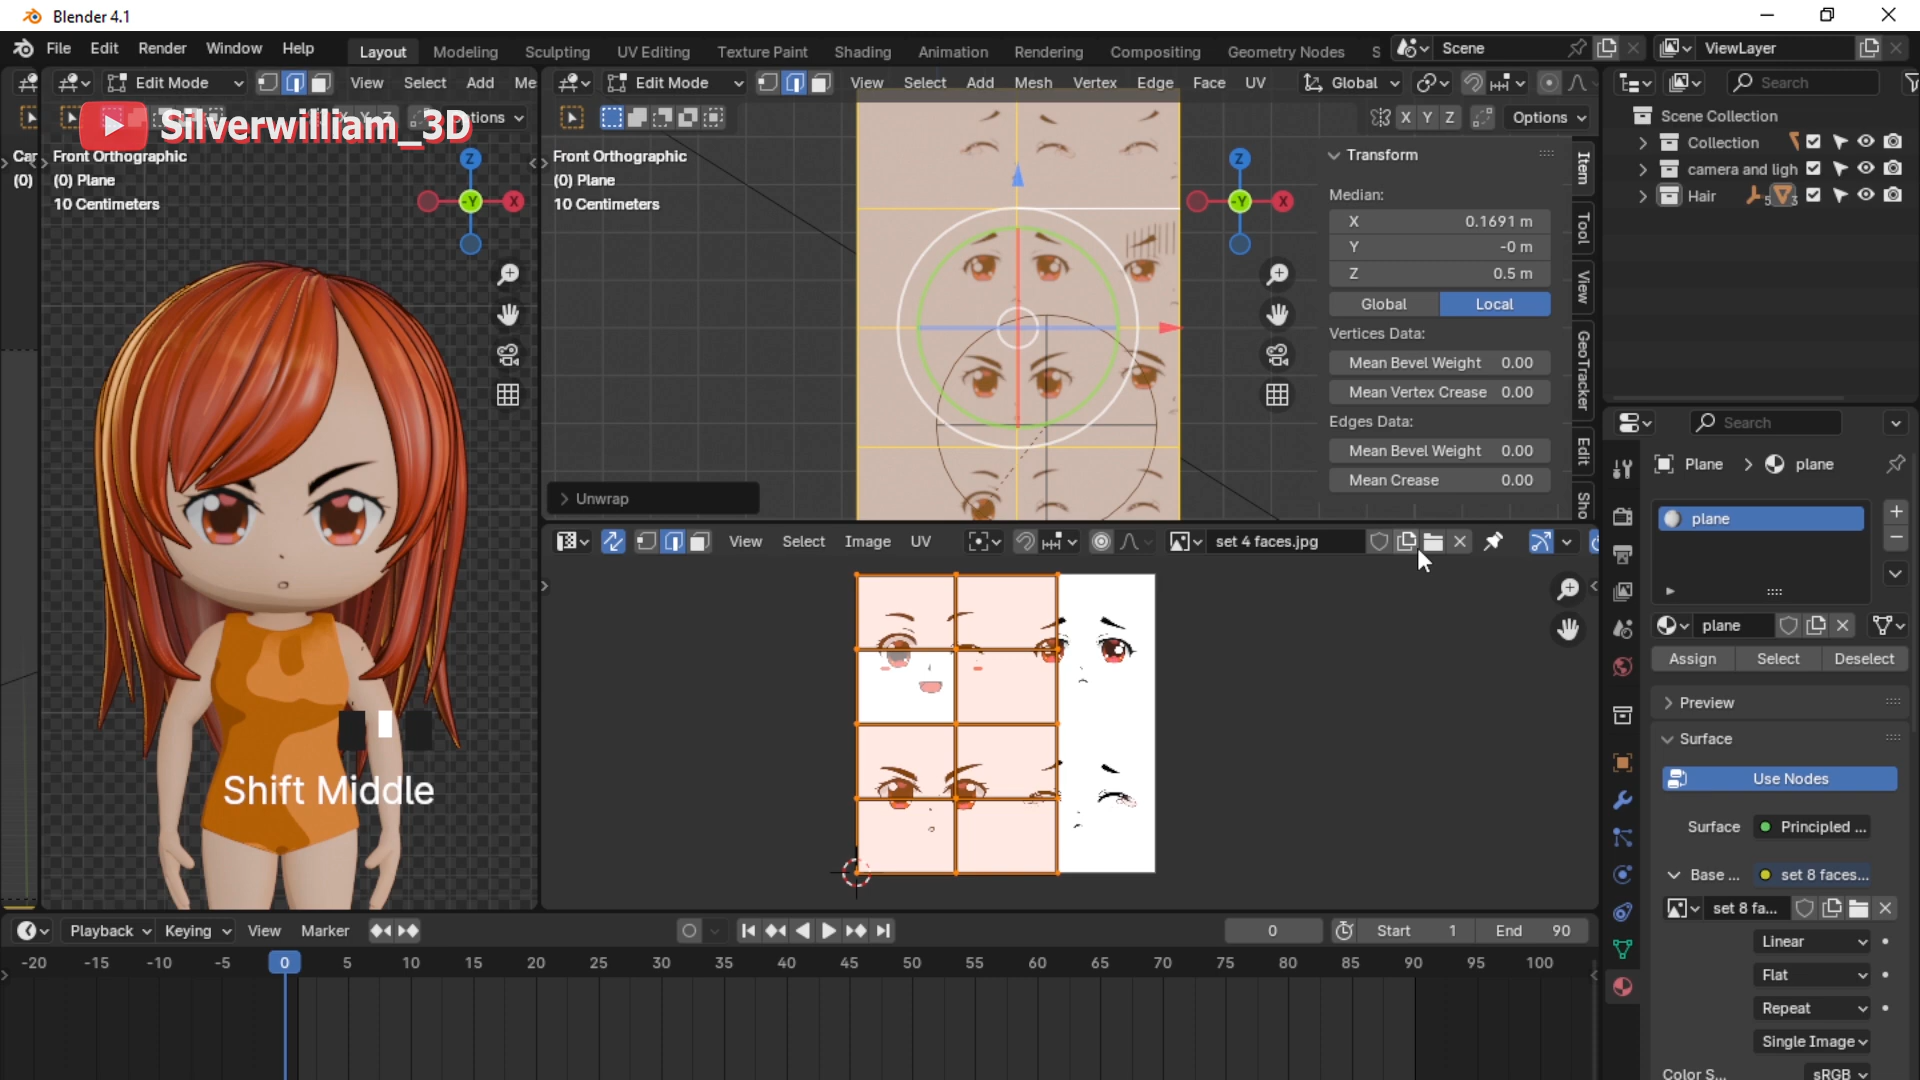 Blender 4.1
File Edit Render Window Help
Layout Modeling Sculpting UV Editing Texture Paint Shading Animation Rendering Compositing Geometry Nodes S
Scene
ViewLayer
Edit Mode View Select Add Me
Edit Mode View Select Add Mesh Vertex Edge Face UV Global
Search
Silverwilliam_3D
tions
X Y Z Options
Scene Collection
Collection
camera and ligh
Hair
5
3
Car
(0)
Front Orthographic
(0) Plane
10 Centimeters
Z
-Y
X
Front Orthographic
(0) Plane
10 Centimeters
Z
-Y
X
Transform
Median:
X 0.1691 m
Y -0 m
Z 0.5 m
Global Local
Vertices Data:
Mean Bevel Weight 0.00
Mean Vertex Crease 0.00
Edges Data:
Mean Bevel Weight 0.00
Mean Crease 0.00
Item
Tool
View
GeoTracker
Edit
Sho
Unwrap
View Select Image UV set 4 faces.jpg
Shift Middle
Search
Plane plane
plane
plane
Assign Select Deselect
Preview
Surface
Use Nodes
Surface Principled ...
Base ... set 8 faces...
set 8 fa...
Linear
Flat
Repeat
Single Image
Color S... sRGB
Playback Keying View Marker 0 Start 1 End 90
-20 -15 -10 -5 0 5 10 15 20 25 30 35 40 45 50 55 60 65 70 75 80 85 90 95 100